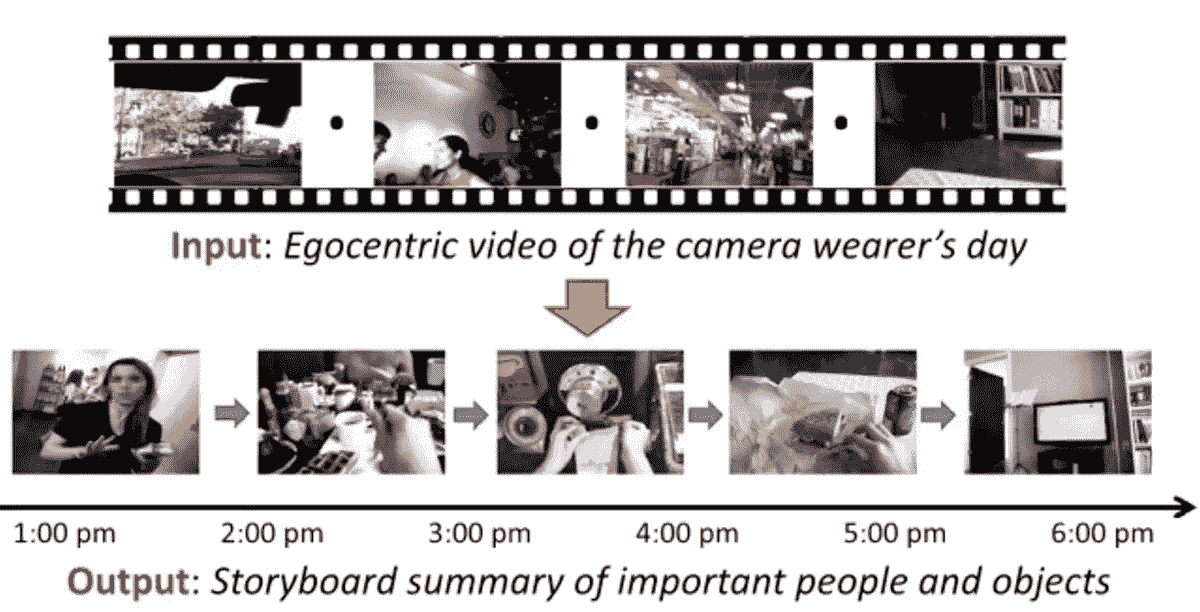 Input: Egocentric video of the camera wearer's day
1:00 pm 2:00 pm 3:00 pm 4:00 pm 5:00 pm 6:00 pm
Output: Storyboard summary of important people and objects